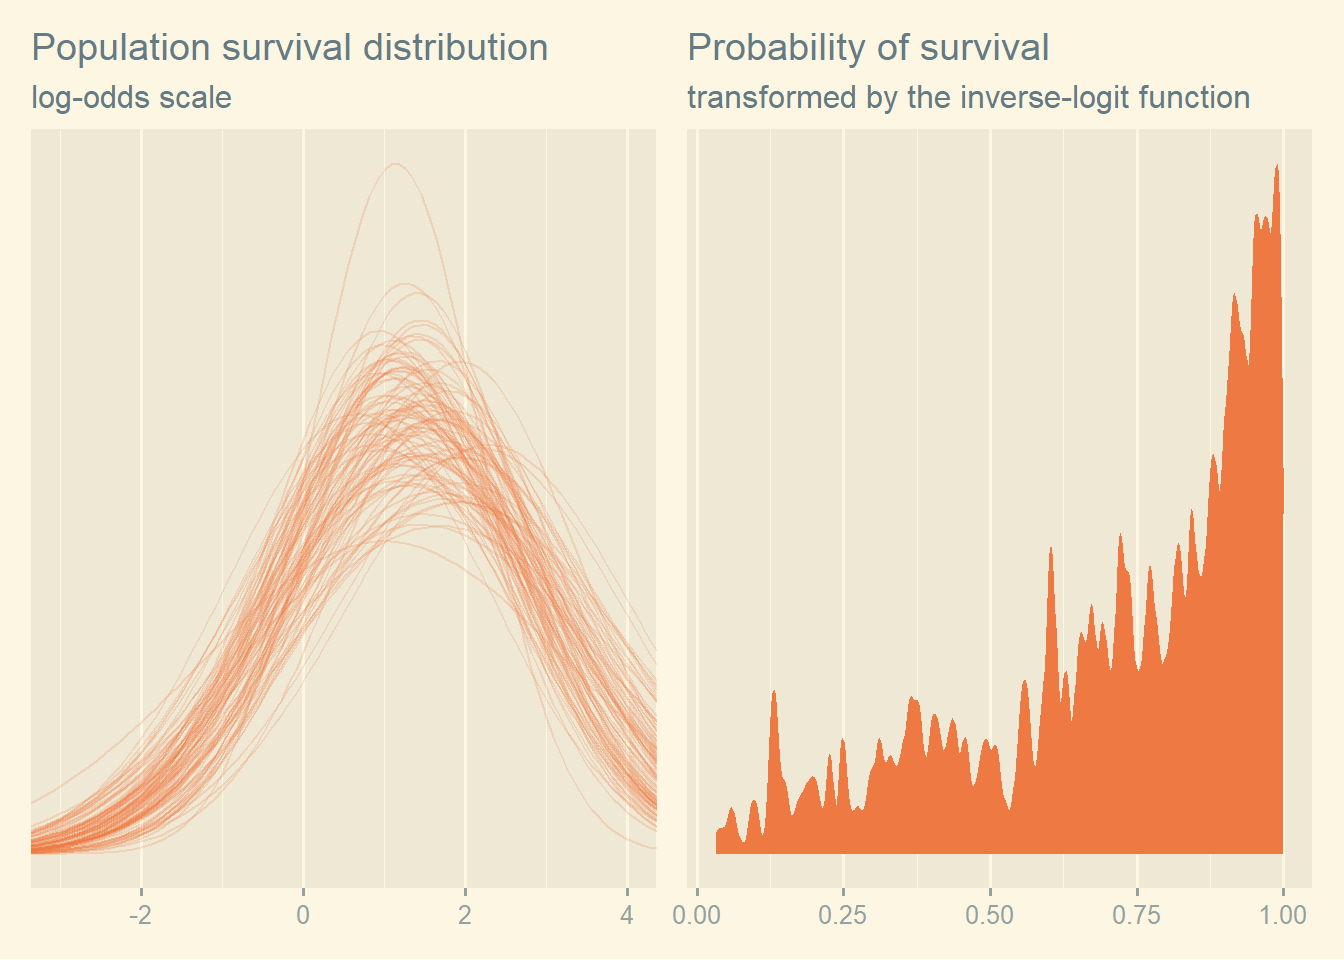 Population survival distribution
log-odds scale
-2 0 2 4
Probability of survival
transformed by the inverse-logit function
0.00 0.25 0.50 0.75 1.00